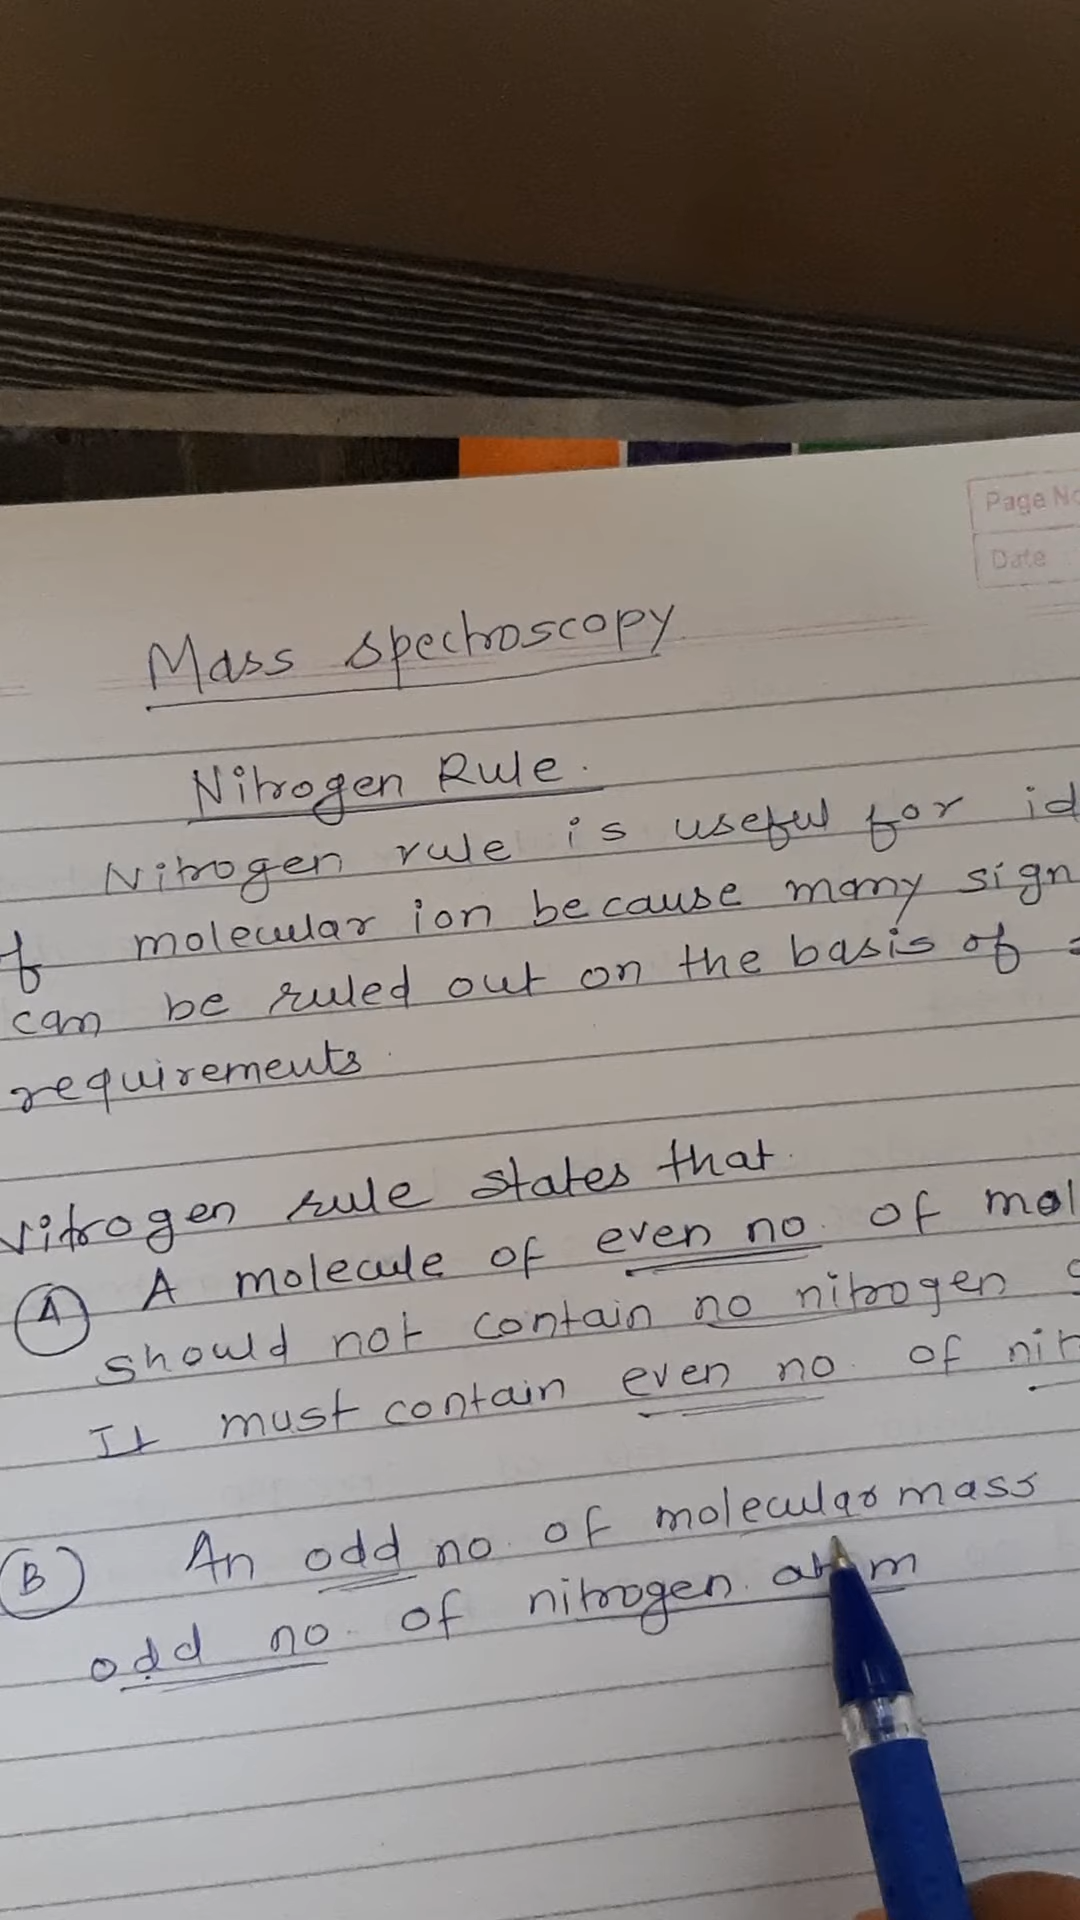 Page No
Date
Mass spectroscopy
Nitrogen Rule.
Nitrogen rule is useful for id
f molecular ion because many sign
can be ruled out on the basis of
requirements
Nitrogen rule states that.
A A molecule of even no. of mol
should not contain no nitrogen
It must contain even no. of nit
B An odd no. of molecular mass
odd no. of nitrogen. atom